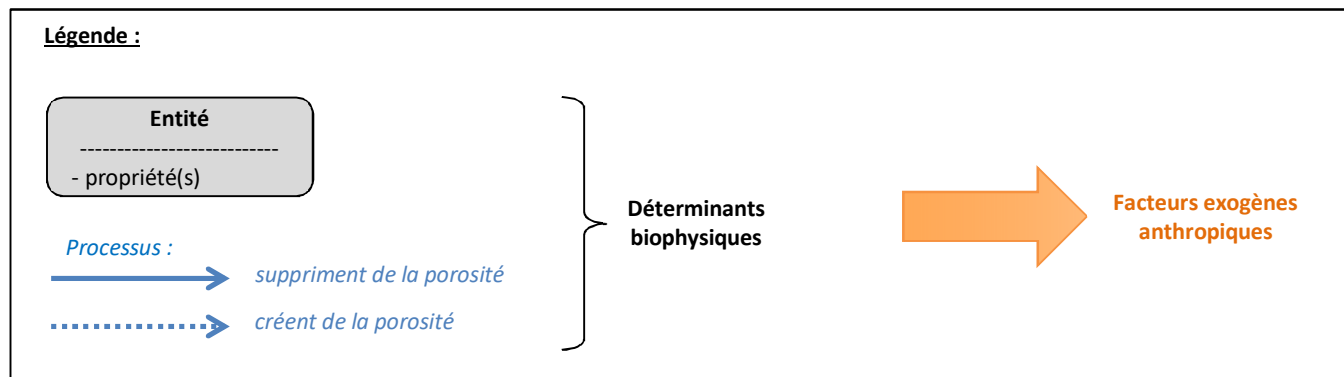 Légende :
Entité
---------------------------
- propriété(s)
Processus :
suppriment de la porosité
créent de la porosité
Déterminants
biophysiques
Facteurs exogènes
anthropiques